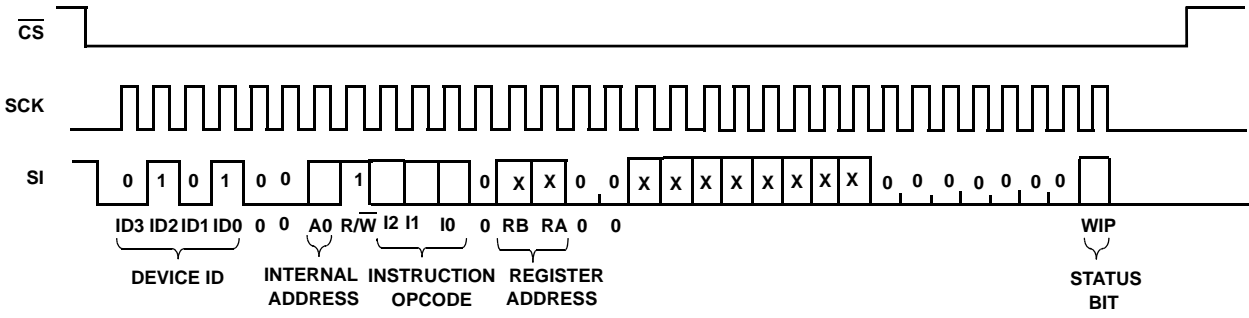 CS
SCK
SI
0 1 0 1 0 0 1 0 X X 0 0 X X X X X X X X 0 0 0 0 0 0 0
ID3 ID2 ID1 ID0 0 0 A0 R/W I2 I1 I0 0 RB RA 0 0 WIP
DEVICE ID
INTERNAL ADDRESS
INSTRUCTION OPCODE
REGISTER ADDRESS
STATUS BIT